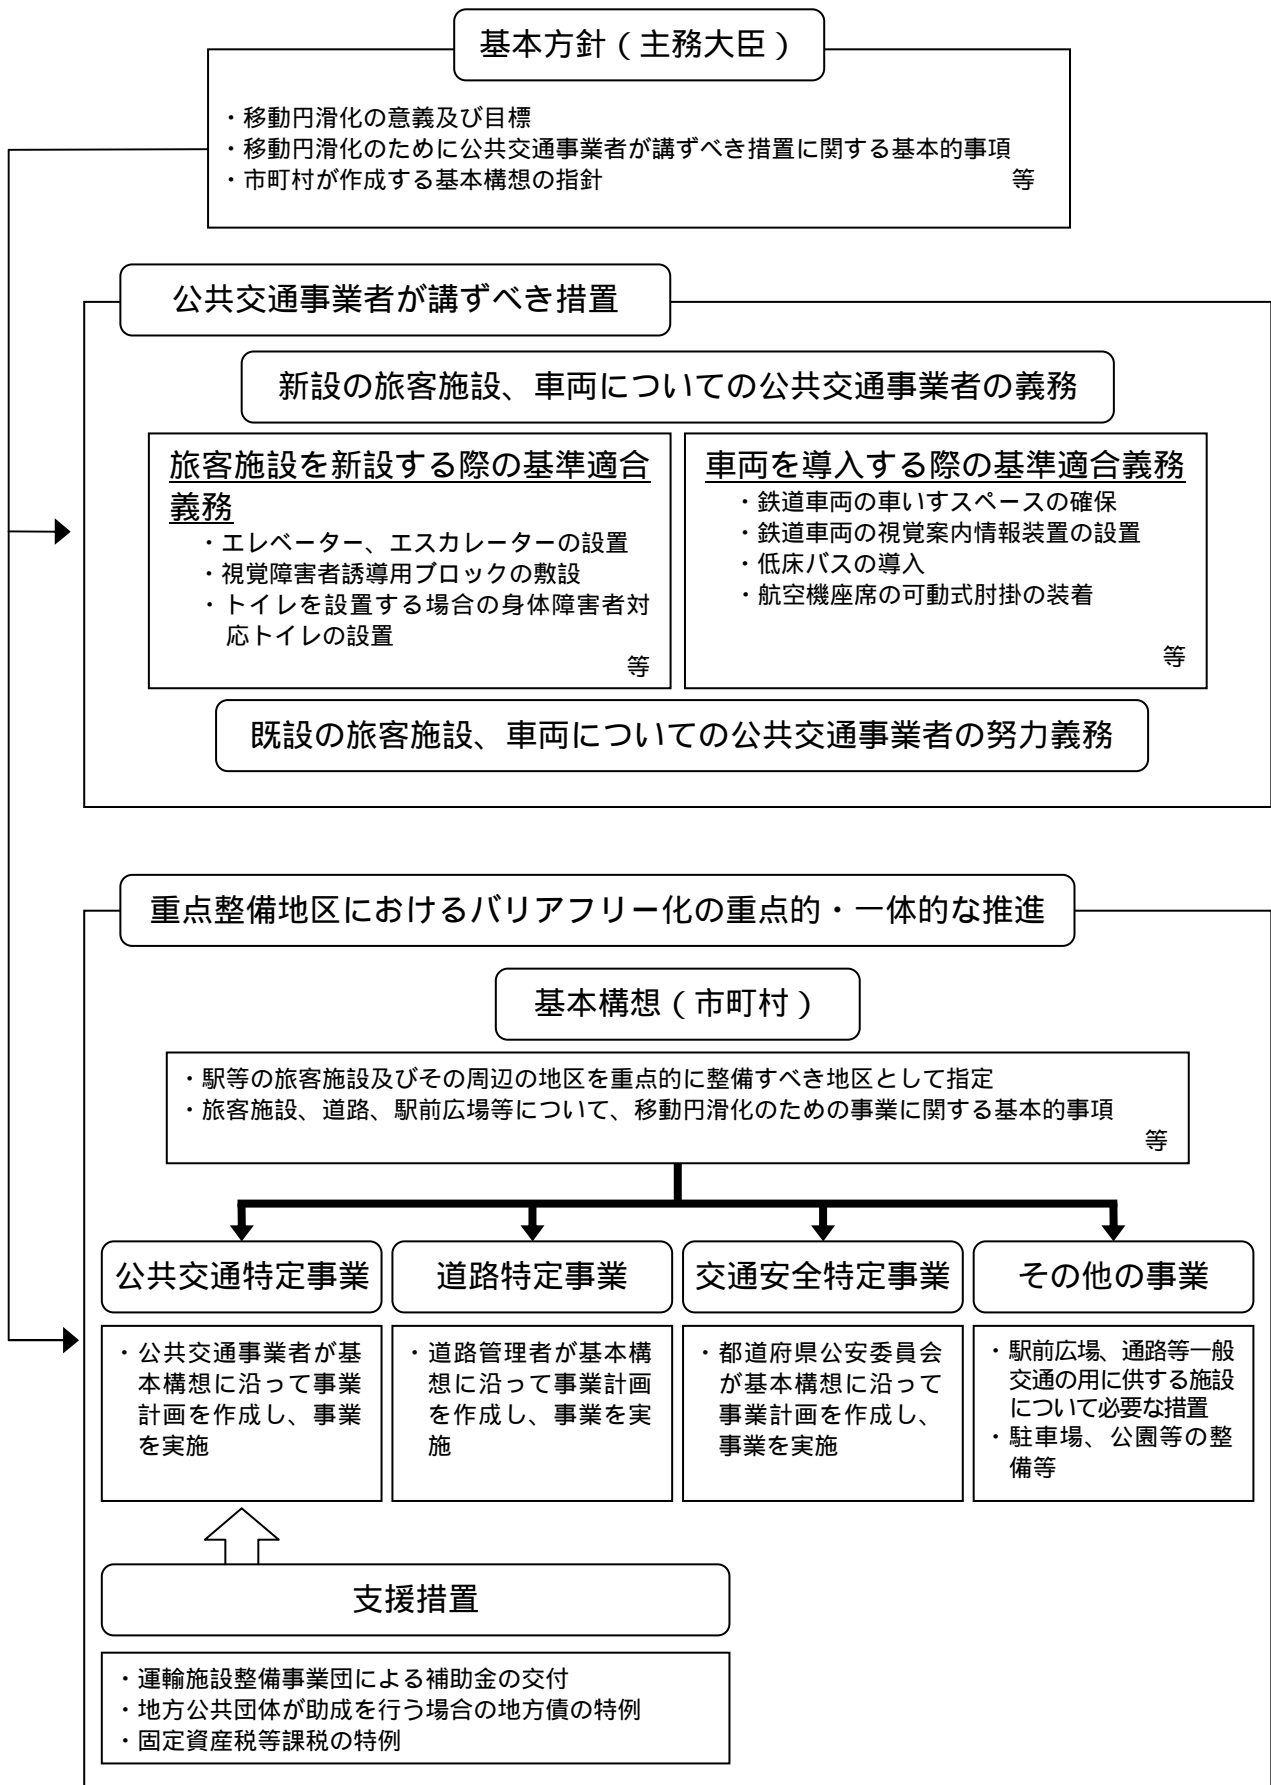 基本方針（主務大臣）
・移動円滑化の意義及び目標
・移動円滑化のために公共交通事業者が講ずべき措置に関する基本的事項
・市町村が作成する基本構想の指針 等
公共交通事業者が講ずべき措置
新設の旅客施設、車両についての公共交通事業者の義務
旅客施設を新設する際の基準適合
義務
・エレベーター、エスカレーターの設置
・視覚障害者誘導用ブロックの敷設
・トイレを設置する場合の身体障害者対
応トイレの設置
等
車両を導入する際の基準適合義務
・鉄道車両の車いすスペースの確保
・鉄道車両の視覚案内情報装置の設置
・低床バスの導入
・航空機座席の可動式肘掛の装着
等
既設の旅客施設、車両についての公共交通事業者の努力義務
重点整備地区におけるバリアフリー化の重点的・一体的な推進
基本構想（市町村）
・駅等の旅客施設及びその周辺の地区を重点的に整備すべき地区として指定
・旅客施設、道路、駅前広場等について、移動円滑化のための事業に関する基本的事項
等
公共交通特定事業
・公共交通事業者が基
本構想に沿って事業
計画を作成し、事業
を実施
道路特定事業
・道路管理者が基本構
想に沿って事業計画
を作成し、事業を実
施
交通安全特定事業
・都道府県公安委員会
が基本構想に沿って
事業計画を作成し、
事業を実施
その他の事業
・駅前広場、通路等一般
交通の用に供する施設
について必要な措置
・駐車場、公園等の整
備等
支援措置
・運輸施設整備事業団による補助金の交付
・地方公共団体が助成を行う場合の地方債の特例
・固定資産税等課税の特例